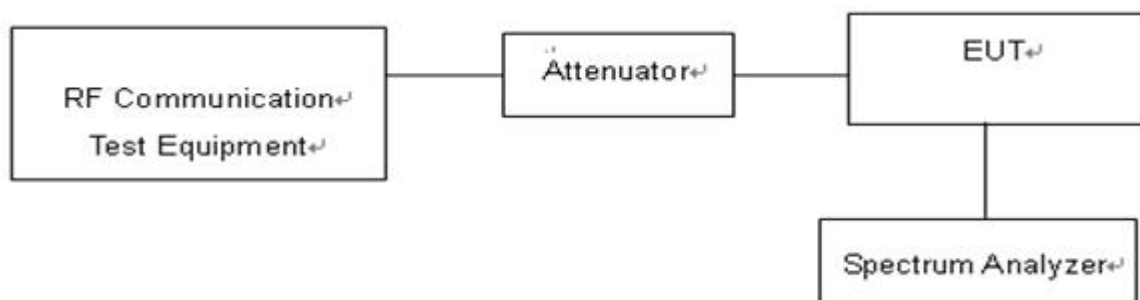 RF Communication↵
Test Equipment↵
Attenuator↵
EUT↵
Spectrum Analyzer↵